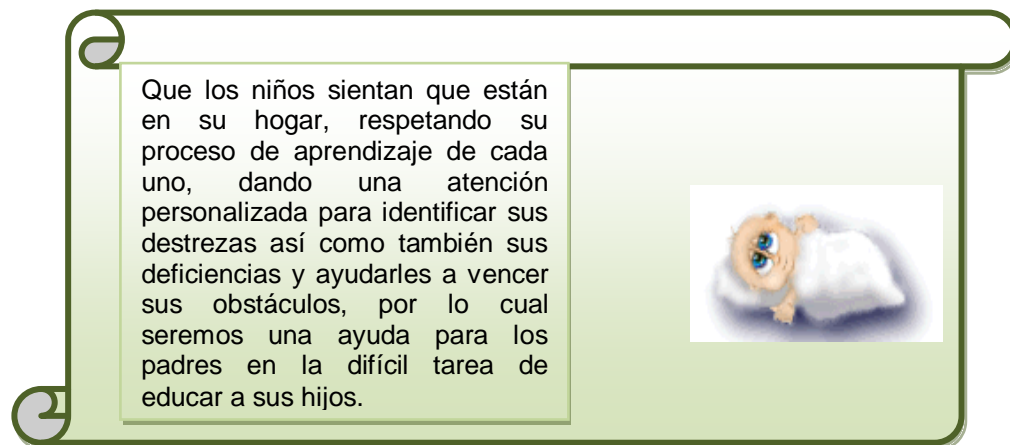 Que los niños sientan que están
en su hogar, respetando su
proceso de aprendizaje de cada
uno, dando una atención
personalizada para identificar sus
destrezas así como también sus
deficiencias y ayudarles a vencer
sus obstáculos, por lo cual
seremos una ayuda para los
padres en la difícil tarea de
educar a sus hijos.